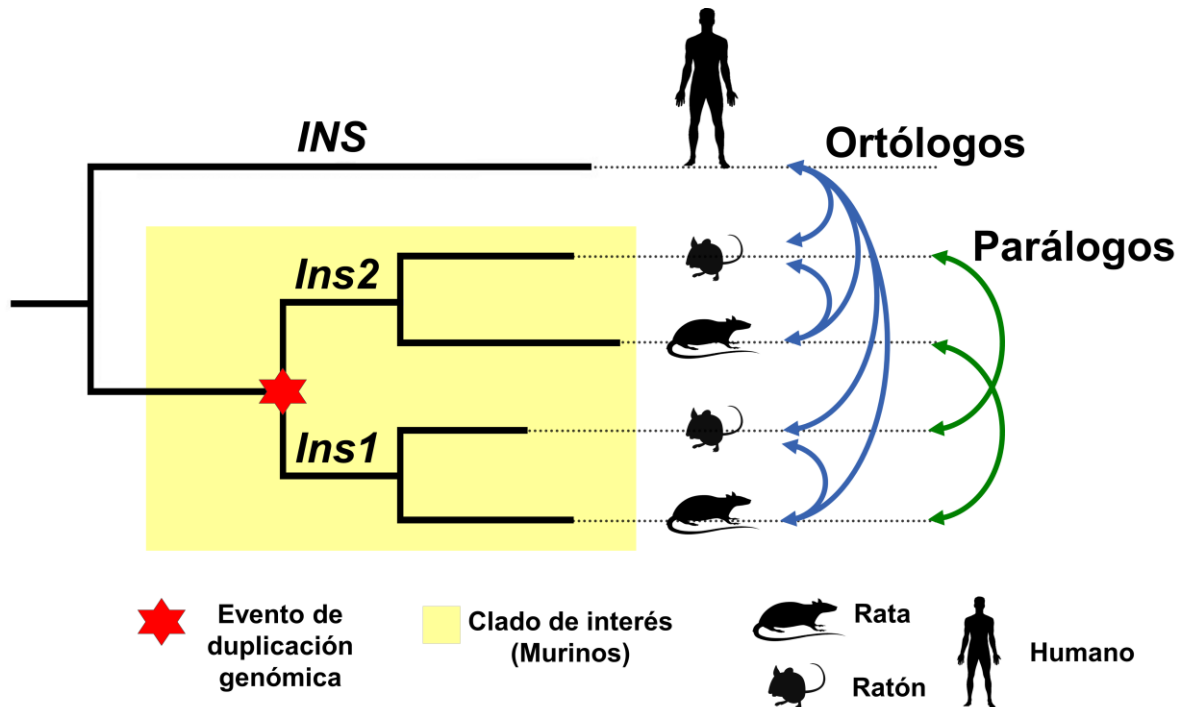 INS
Ortólogos
Parálogos
Ins2
Ins1
Evento de
duplicación
genómica
Clado de interés
(Murinos)
Rata
Ratón
Humano